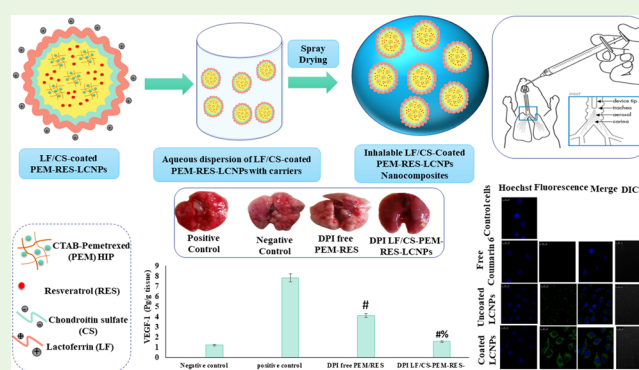 Spray
Drying
LF/CS-coated
PEM-RES-LCNPs
Aqueous dispersion of LF/CS-coated
PEM-RES-LCNPs with carriers
Inhalable LF/CS-Coated
PEM-RES-LCNPs
Nanocomposites
device tip
trachea
aerosol
carina
CTAB-Pemetrexed
(PEM) HIP
Resveratrol (RES)
Chondroitin sulfate
(CS)
Lactoferrin (LF)
Positive
Control
Negative
Control
DPI free
PEM-RES
DPI LF/CS-PEM-
RES-LCNPs
VEGF-1 (Pg/g tissue)
9
8
7
6
5
4
3
2
1
0
#
#%
Negative control
positive control
DPI free PEM/RES
DPI LF/CS-PEM-RES-
Hoechst Fluorescence Merge DIC
Control cells
Free
Coumarin 6
Uncoated
LCNPs
Coated
LCNPs